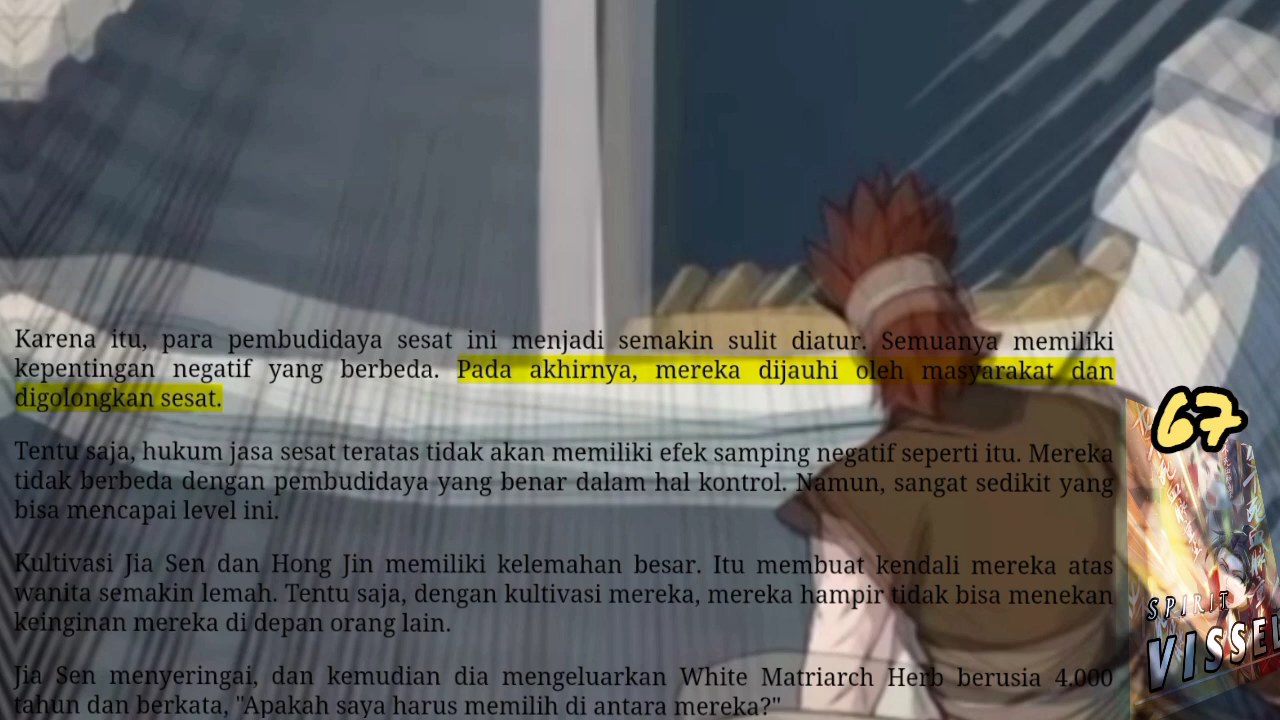 Karena itu, para pembudidaya sesat ini menjadi semakin sulit diatur. Semuanya memiliki
kepentingan negatif yang berbeda. Pada akhirnya, mereka dijauhi oleh masyarakat dan
digolongkan sesat.
Tentu saja, hukum jasa sesat teratas tidak akan memiliki efek samping negatif seperti itu. Mereka
tidak berbeda dengan pembudidaya yang benar dalam hal kontrol. Namun, sangat sedikit yang
bisa mencapai level ini.
Kultivasi Jia Sen dan Hong Jin memiliki kelemahan besar. Itu membuat kendali mereka atas
wanita semakin lemah. Tentu saja, dengan kultivasi mereka, mereka hampir tidak bisa menekan
keinginan mereka di depan orang lain.
Jia Sen menyeringai, dan kemudian dia mengeluarkan White Matriarch Herb berusia 4.000
tahun dan berkata, "Apakah saya harus memilih di antara mereka?"
67
SPIRIT
VISSEL